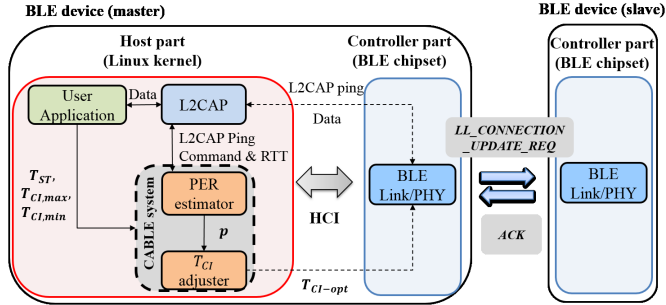 BLE device (master)
BLE device (slave)
Host part
(Linux kernel)
Controller part
(BLE chipset)
Controller part
(BLE chipset)
User
Application
Data
L2CAP
L2CAP ping
Data
L2CAP Ping
Command & RTT
LL_CONNECTION
_UPDATE_REQ
T_ST,
T_CI,max,
T_CI,min
CABLE system
PER
estimator
p
T_CI
adjuster
HCI
BLE
Link/PHY
BLE
Link/PHY
ACK
T_CI−opt